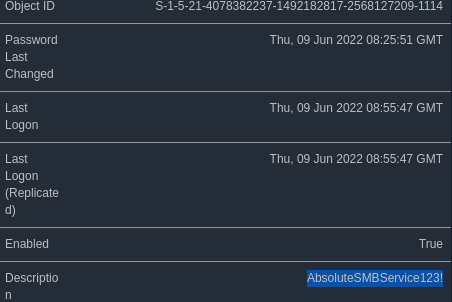 Object ID S-1-5-21-4078382237-1492182817-2568127209-1114
Password Thu, 09 Jun 2022 08:25:51 GMT
Last
Changed
Last Thu, 09 Jun 2022 08:55:47 GMT
Logon
Last Thu, 09 Jun 2022 08:55:47 GMT
Logon
(Replicate
d)
Enabled True
Descriptio AbsoluteSMBService123!
n